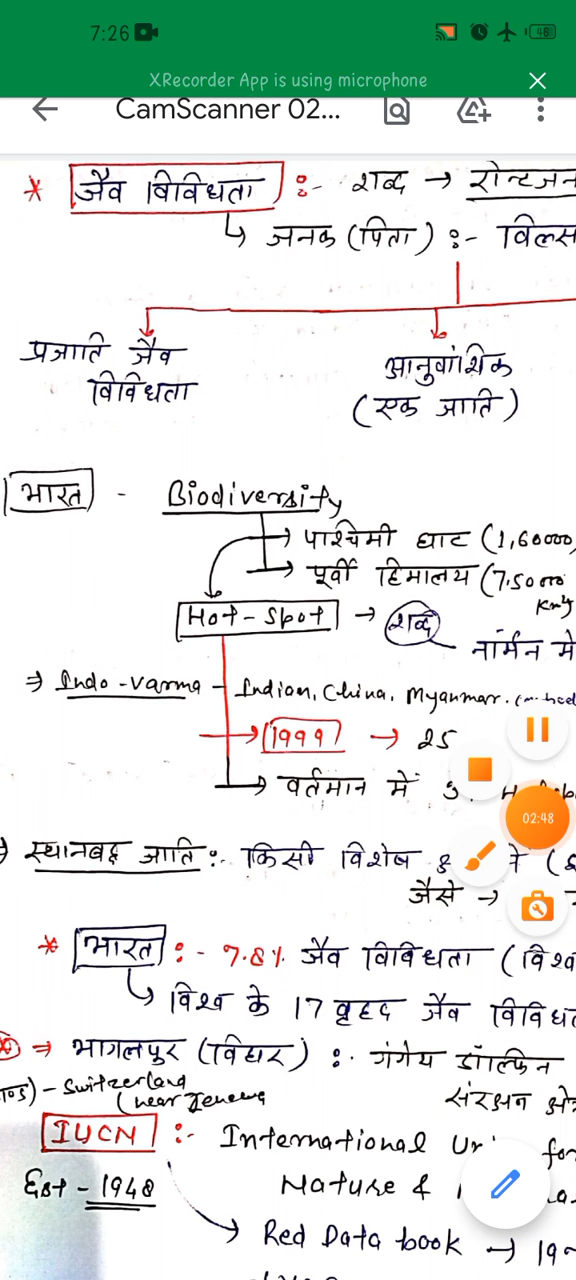 7:26
46
XRecorder App is using microphone
CamScanner 02...
* जैव विविधता :- शब्द → रोन्टजन
↳ जनक (पिता) :- विल्स
प्रजाति जैव
विविधता
आनुवांशिक
(एक जाति)
भारत - Biodiversity
→ पाश्चिमी घाट (1,60000,
→ पूर्वी हिमालय (7.50000
km²)
Hot-Spot → शब्द
नार्मन मे
⇒ Indo-varma - Indian, China, Myanmar.
→ 1999 → 25
→ वर्तमान में
02:48
→ स्थानबद्ध जाति :- किसी विशेष
जैसे →
* भारत :- 7.8% जैव विविधता (विश्व
↳ विश्व के 17 वृहद जैव विविधत
⇒ भागलपुर (विहार) :- गंगेय डॉल्फिन
संरक्षण क्षे
- Switzerland
(near Geneva
IUCN :- International for
Est - 1948
Nature &
→ Red Data book → 19